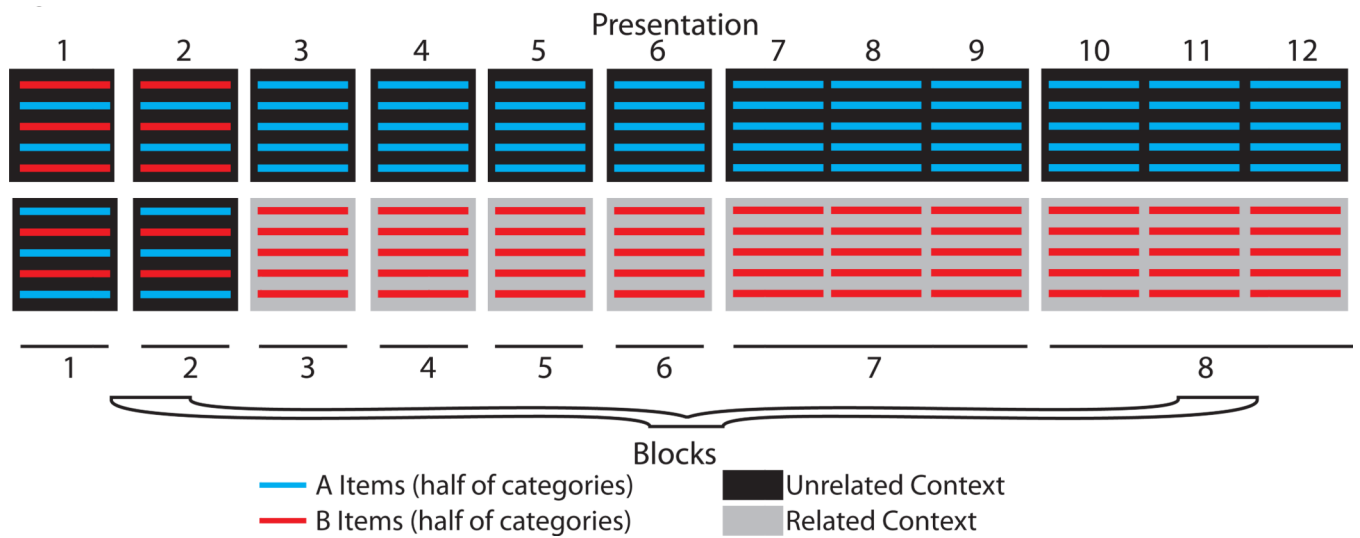 Presentation
1 2 3 4 5 6 7 8 9 10 11 12
1 2 3 4 5 6 7 8
Blocks
A Items (half of categories) Unrelated Context
B Items (half of categories) Related Context